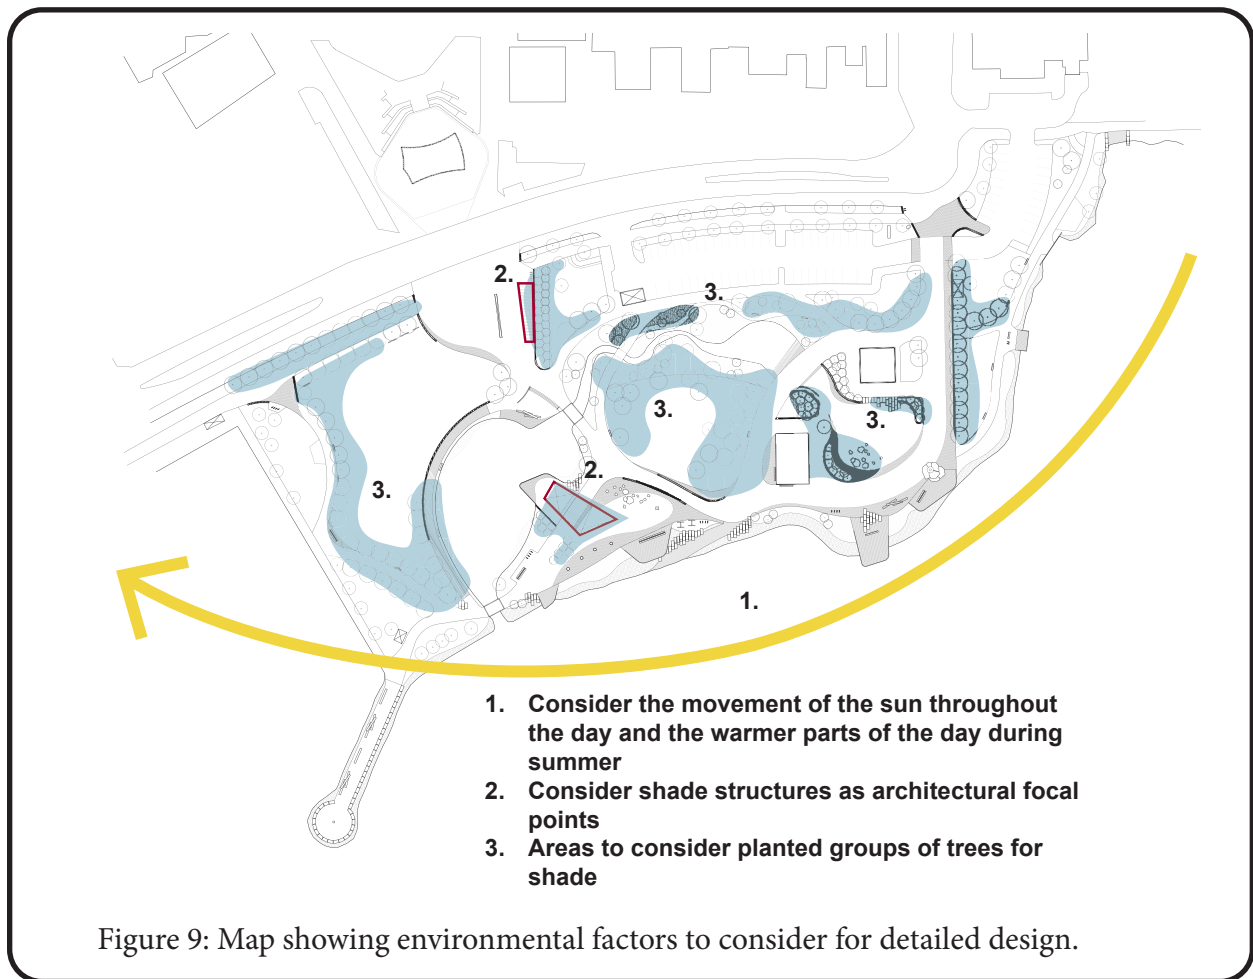 2.
3.
3.
3.
3.
2.
1.
1. Consider the movement of the sun throughout
the day and the warmer parts of the day during
summer
2. Consider shade structures as architectural focal
points
3. Areas to consider planted groups of trees for
shade
Figure 9: Map showing environmental factors to consider for detailed design.